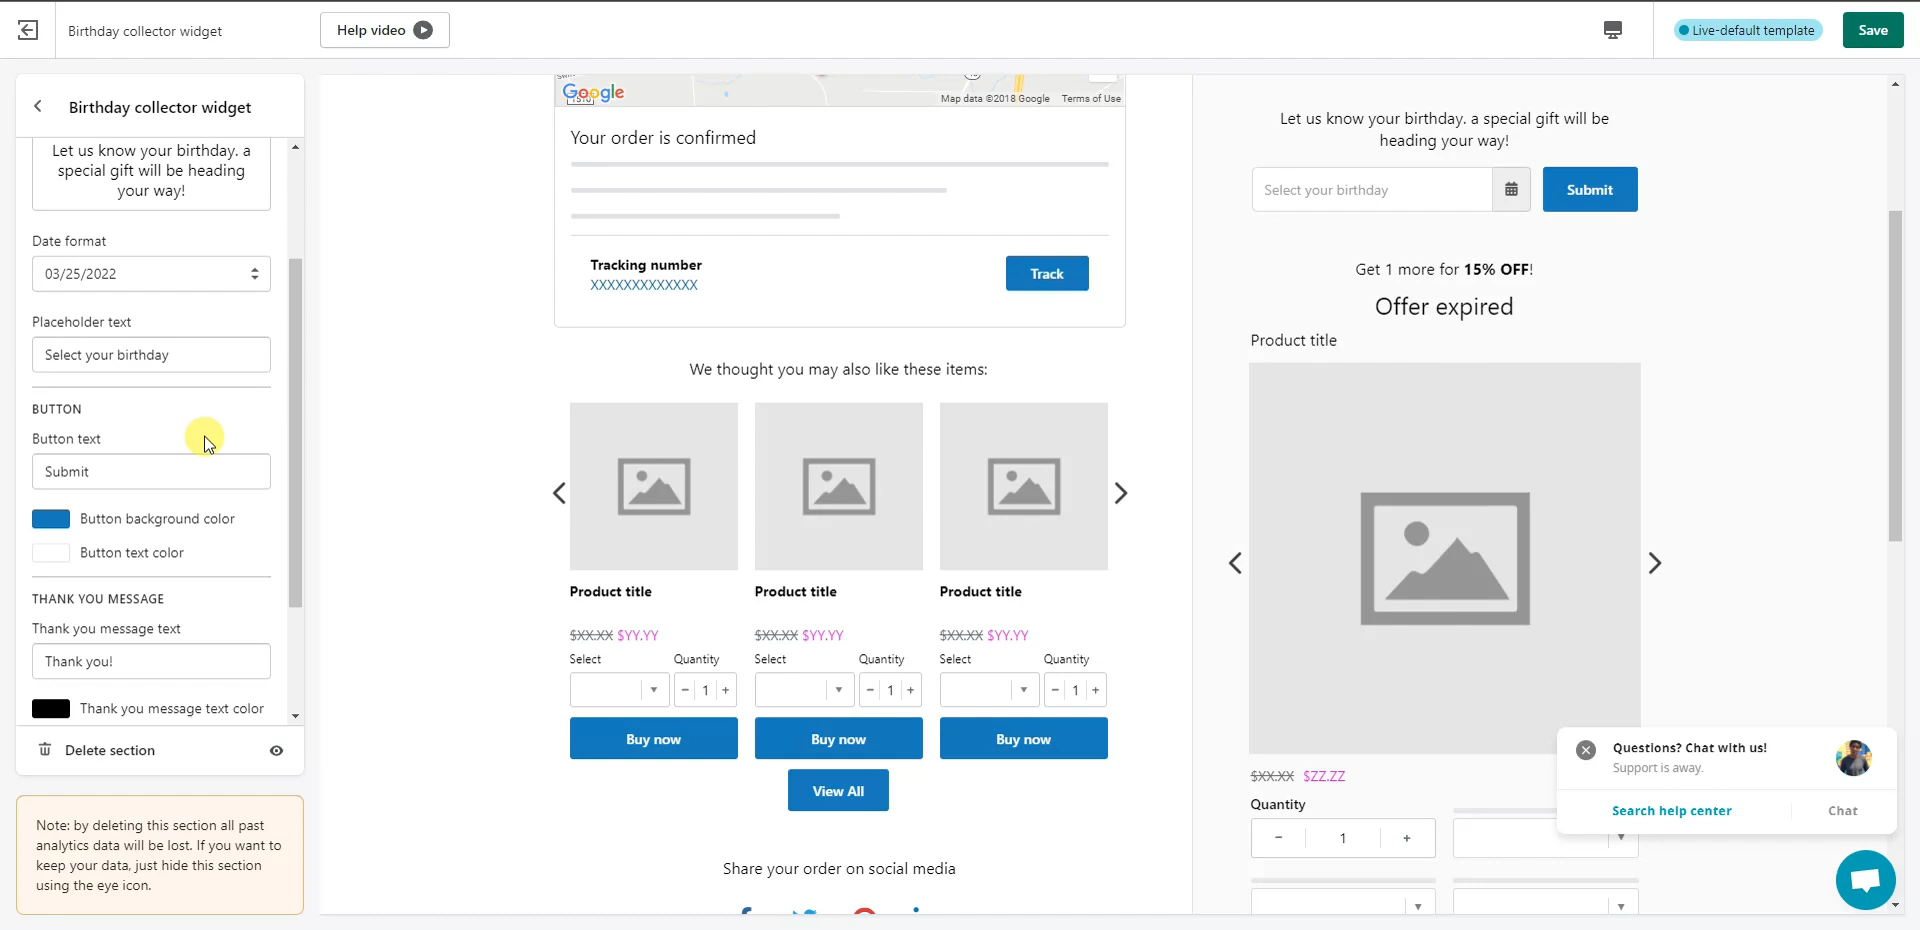 Birthday collector widget
Help video
Live-default template
Save
Birthday collector widget
Let us know your birthday. a
special gift will be heading
your way!
Date format
03/25/2022
Placeholder text
Select your birthday
BUTTON
Button text
Submit
Button background color
Button text color
THANK YOU MESSAGE
Thank you message text
Thank you!
Thank you message text color
Delete section
Note: by deleting this section all past
analytics data will be lost. If you want to
keep your data, just hide this section
using the eye icon.
Google
Map data ©2018 Google Terms of Use
Your order is confirmed
Tracking number
XXXXXXXXXXXXX
Track
We thought you may also like these items:
Product title Product title Product title
$XX.XX $YY.YY $XX.XX $YY.YY $XX.XX $YY.YY
Select Quantity Select Quantity Select Quantity
- 1 + - 1 + - 1 +
Buy now Buy now Buy now
View All
Share your order on social media
Let us know your birthday. a special gift will be
heading your way!
Select your birthday
Submit
Get 1 more for 15% OFF!
Offer expired
Product title
$XX.XX $ZZ.ZZ
Quantity
- 1 +
Questions? Chat with us!
Support is away.
Search help center
Chat